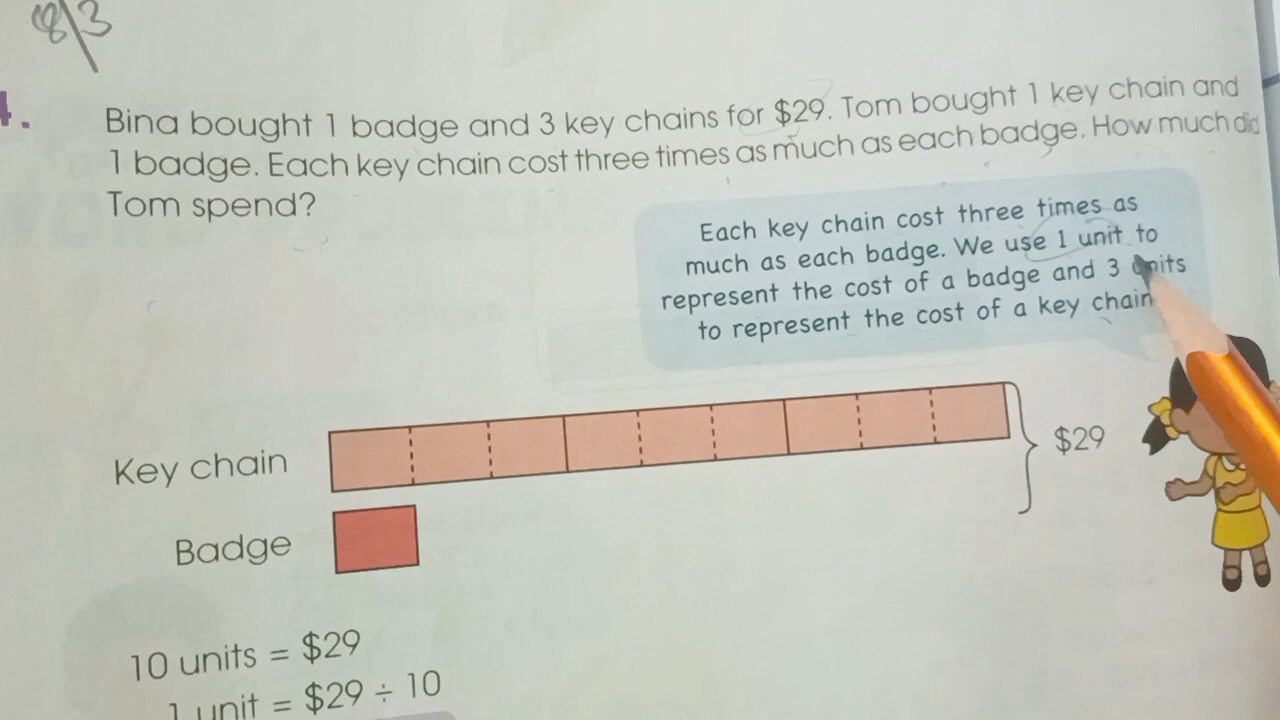 8/3
4.
Bina bought 1 badge and 3 key chains for $29. Tom bought 1 key chain and
1 badge. Each key chain cost three times as much as each badge. How much did
Tom spend?
Each key chain cost three times as
much as each badge. We use 1 unit to
represent the cost of a badge and 3 units
to represent the cost of a key chain
Key chain
$29
Badge
10 units = $29
1 unit = $29 ÷ 10